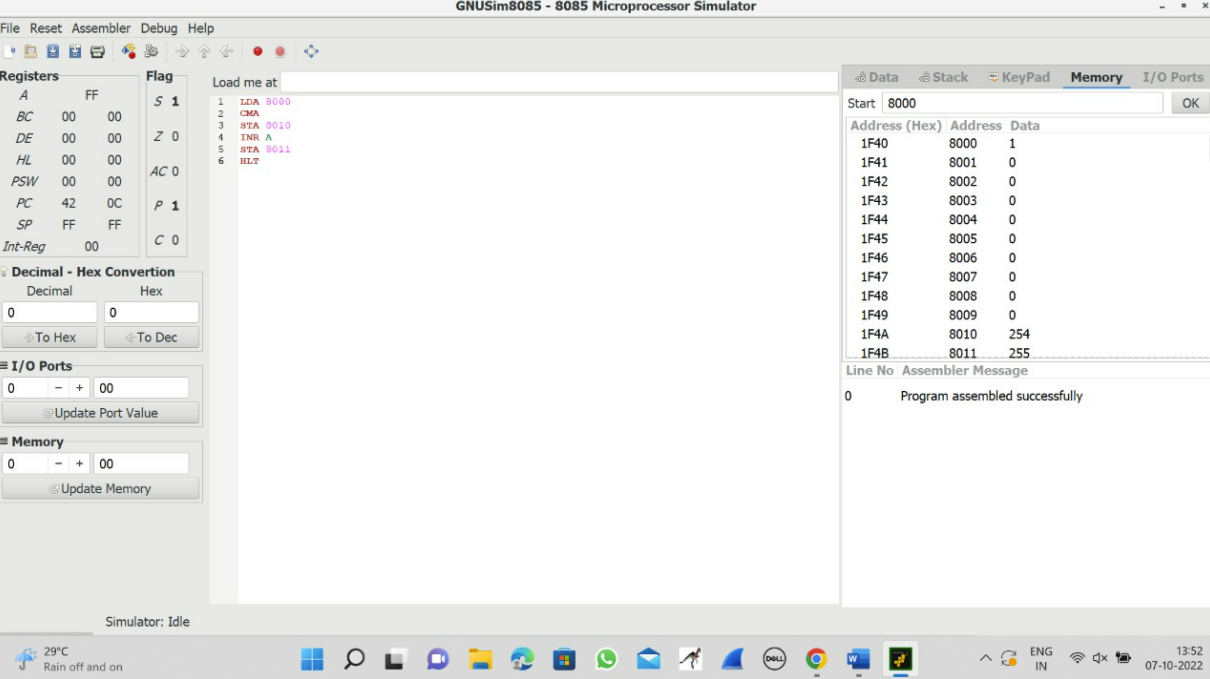 GNUSim8085 - 8085 Microprocessor Simulator
File Reset Assembler Debug Help
Registers
A FF
BC 00 00
DE 00 00
HL 00 00
PSW 00 00
PC 42 0C
SP FF FF
Int-Reg 00
Flag
S 1
Z 0
AC 0
P 1
C 0
Decimal - Hex Convertion
Decimal Hex
0 0
To Hex To Dec
I/O Ports
0 - + 00
Update Port Value
Memory
0 - + 00
Update Memory
Simulator: Idle
Load me at
1 LDA 8000
2 CMA
3 STA 8010
4 INR A
5 STA 8011
6 HLT
Data Stack KeyPad Memory I/O Ports
Start 8000 OK
Address (Hex) Address Data
1F40 8000 1
1F41 8001 0
1F42 8002 0
1F43 8003 0
1F44 8004 0
1F45 8005 0
1F46 8006 0
1F47 8007 0
1F48 8008 0
1F49 8009 0
1F4A 8010 254
1F4B 8011 255
Line No Assembler Message
0 Program assembled successfully
29°C
Rain off and on
DELL
W
ENG
IN
13:52
07-10-2022